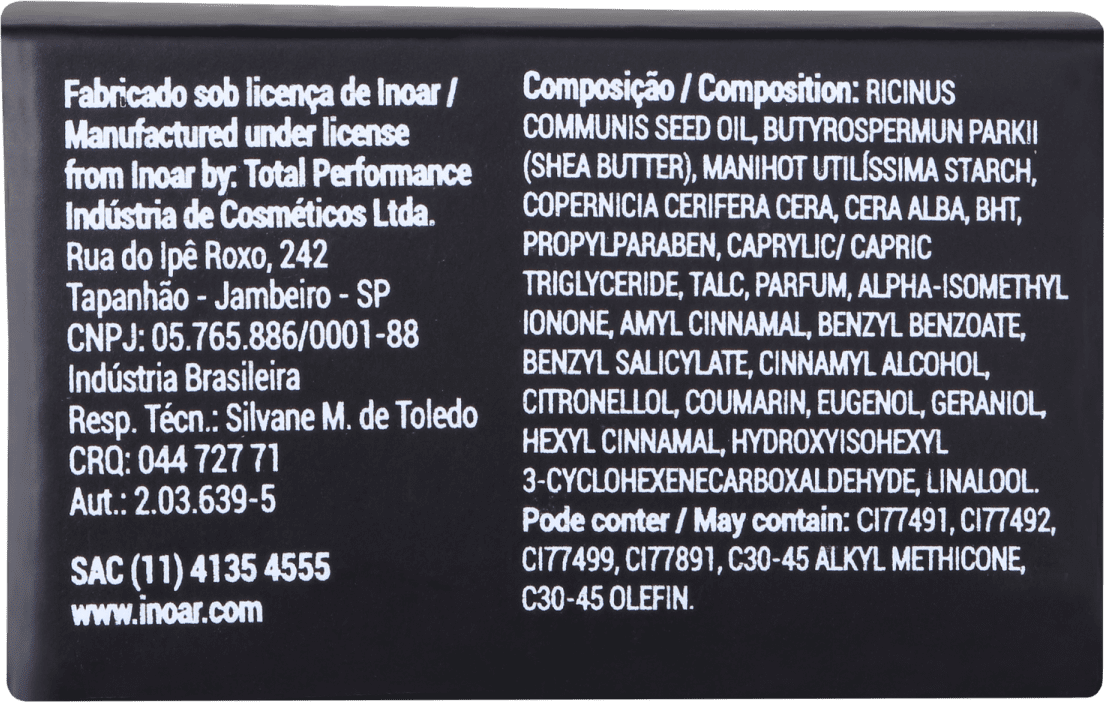 Fabricado sob licença de Inoar /
Manufactured under license
from Inoar by: Total Performance
Indústria de Cosméticos Ltda.
Rua do Ipê Roxo, 242
Tapanhão - Jambeiro - SP
CNPJ: 05.765.886/0001-88
Indústria Brasileira
Resp. Técn.: Silvane M. de Toledo
CRQ: 044 727 71
Aut.: 2.03.639-5
SAC (11) 4135 4555
www.inoar.com
Composição / Composition: RICINUS
COMMUNIS SEED OIL, BUTYROSPERMUN PARKII
(SHEA BUTTER), MANIHOT UTILÍSSIMA STARCH,
COPERNICIA CERIFERA CERA, CERA ALBA, BHT,
PROPYLPARABEN, CAPRYLIC/ CAPRIC
TRIGLYCERIDE, TALC, PARFUM, ALPHA-ISOMETHYL
IONONE, AMYL CINNAMAL, BENZYL BENZOATE,
BENZYL SALICYLATE, CINNAMYL ALCOHOL,
CITRONELLOL, COUMARIN, EUGENOL, GERANIOL,
HEXYL CINNAMAL, HYDROXYISOHEXYL
3-CYCLOHEXENECARBOXALDEHYDE, LINALOOL.
Pode conter / May contain: CI77491, CI77492,
CI77499, CI77891, C30-45 ALKYL METHICONE,
C30-45 OLEFIN.